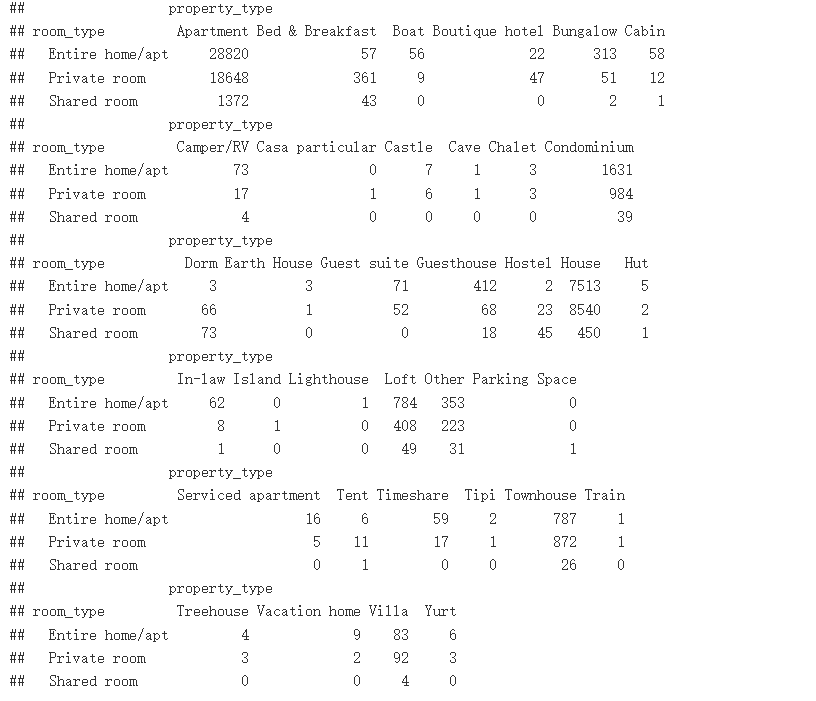 ##                    property_type
## room_type         Apartment Bed & Breakfast  Boat Boutique hotel Bungalow Cabin
##   Entire home/apt     28820              57    56             22      313    58
##   Private room        18648             361     9             47       51    12
##   Shared room          1372              43     0              0        2     1
##                    property_type
## room_type         Camper/RV Casa particular Castle  Cave Chalet Condominium
##   Entire home/apt        73               0      7     1      3        1631
##   Private room           17               1      6     1      3         984
##   Shared room             4               0      0     0      0          39
##                    property_type
## room_type          Dorm Earth House Guest suite Guesthouse Hostel House   Hut
##   Entire home/apt     3           3          71        412      2  7513     5
##   Private room       66           1          52         68     23  8540     2
##   Shared room        73           0           0         18     45   450     1
##                    property_type
## room_type         In-law Island Lighthouse  Loft Other Parking Space
##   Entire home/apt     62      0          1   784   353             0
##   Private room         8      1          0   408   223             0
##   Shared room          1      0          0    49    31             1
##                    property_type
## room_type         Serviced apartment  Tent Timeshare  Tipi Townhouse Train
##   Entire home/apt                 16     6        59     2       787     1
##   Private room                     5    11        17     1       872     1
##   Shared room                      0     1         0     0        26     0
##                    property_type
## room_type         Treehouse Vacation home Villa  Yurt
##   Entire home/apt         4             9    83     6
##   Private room            3             2    92     3
##   Shared room             0             0     4     0